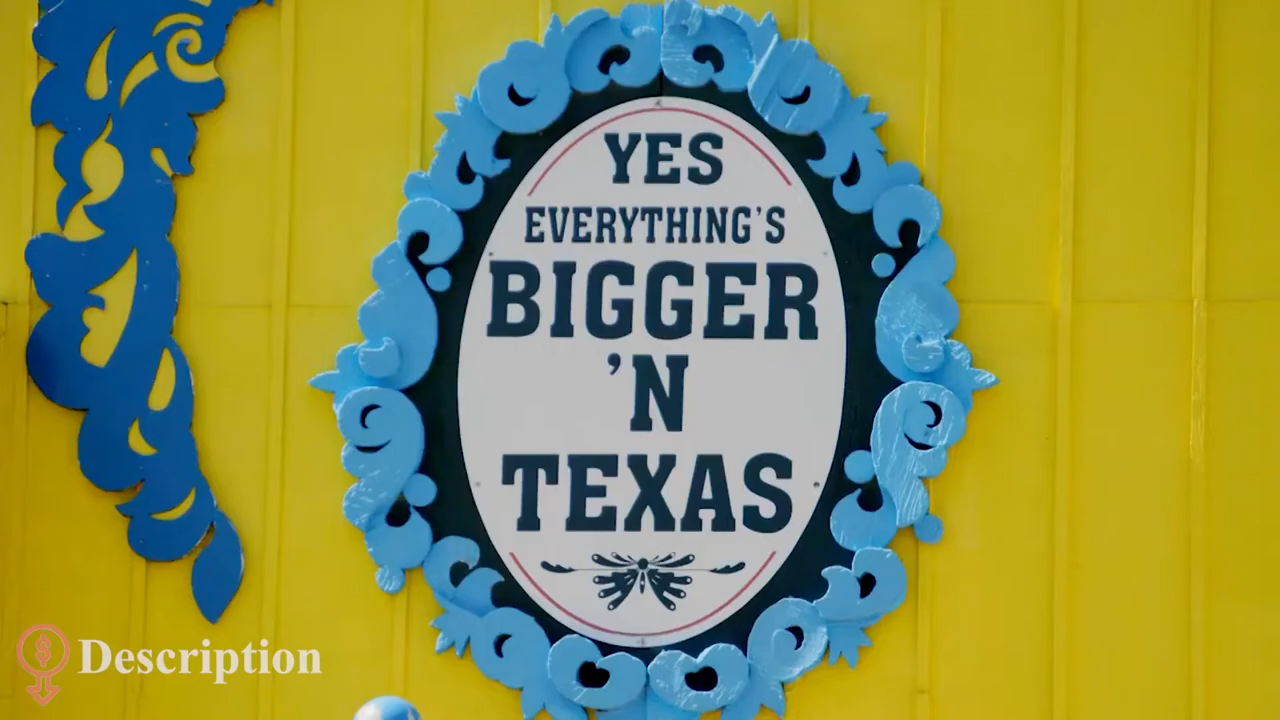 YES
EVERYTHING'S
BIGGER
'N
TEXAS
Description